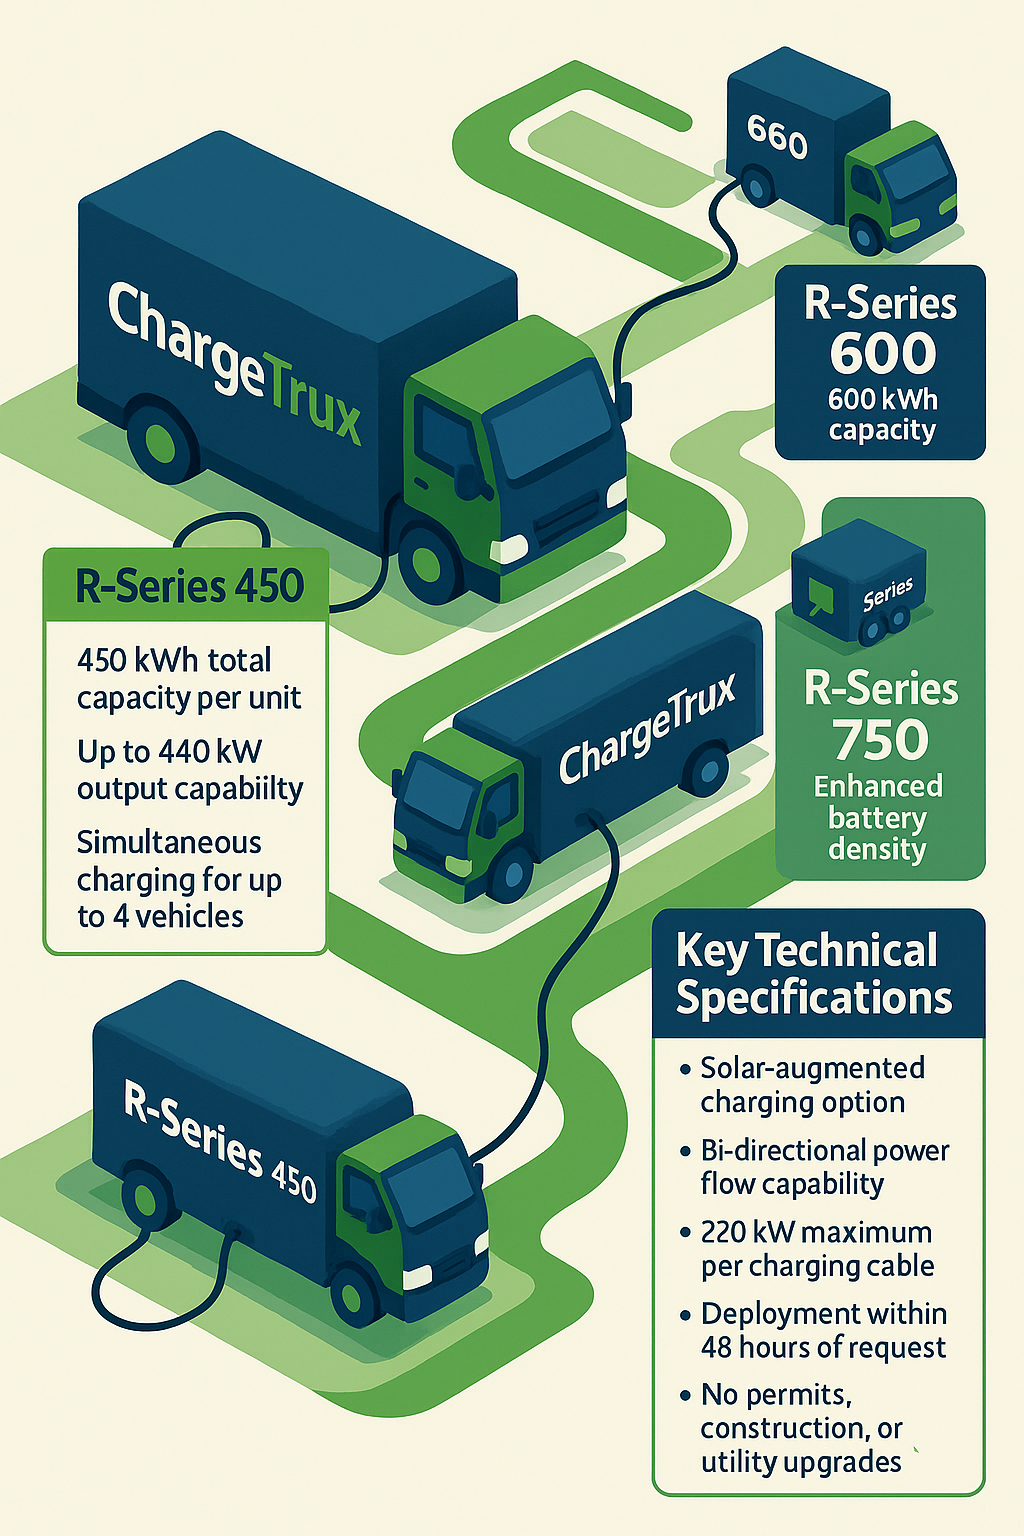 660
ChargeTrux
R-Series
600
600 kWh
capacity
R-Series 450
450 kWh total
capacity per unit
Up to 440 kW
output capabiilty
Simultaneous
charging for up
to 4 vehicles
Series
R-Series
750
Enhanced
battery
density
ChargeTrux
R-Series 450
Key Technical
Specifications
• Solar-augmented
charging option
• Bi-directional power
flow capability
• 220 kW maximum
per charging cable
• Deployment within
48 hours of request
• No permits,
construction, or
utility upgrades